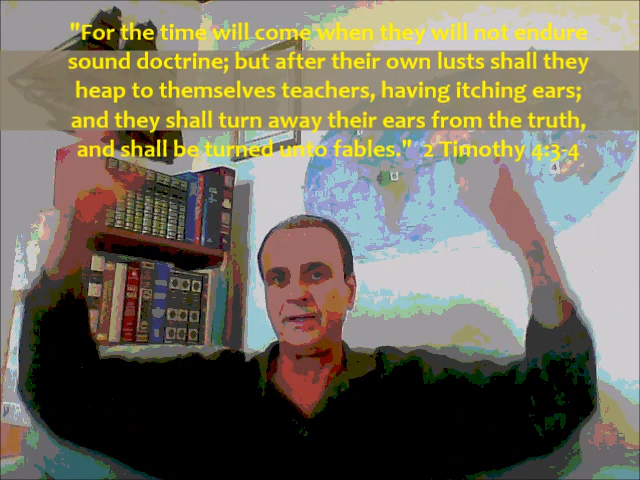 "For the time will come when they will not endure
sound doctrine; but after their own lusts shall they
heap to themselves teachers, having itching ears;
and they shall turn away their ears from the truth,
and shall be turned unto fables." 2 Timothy 4:3-4